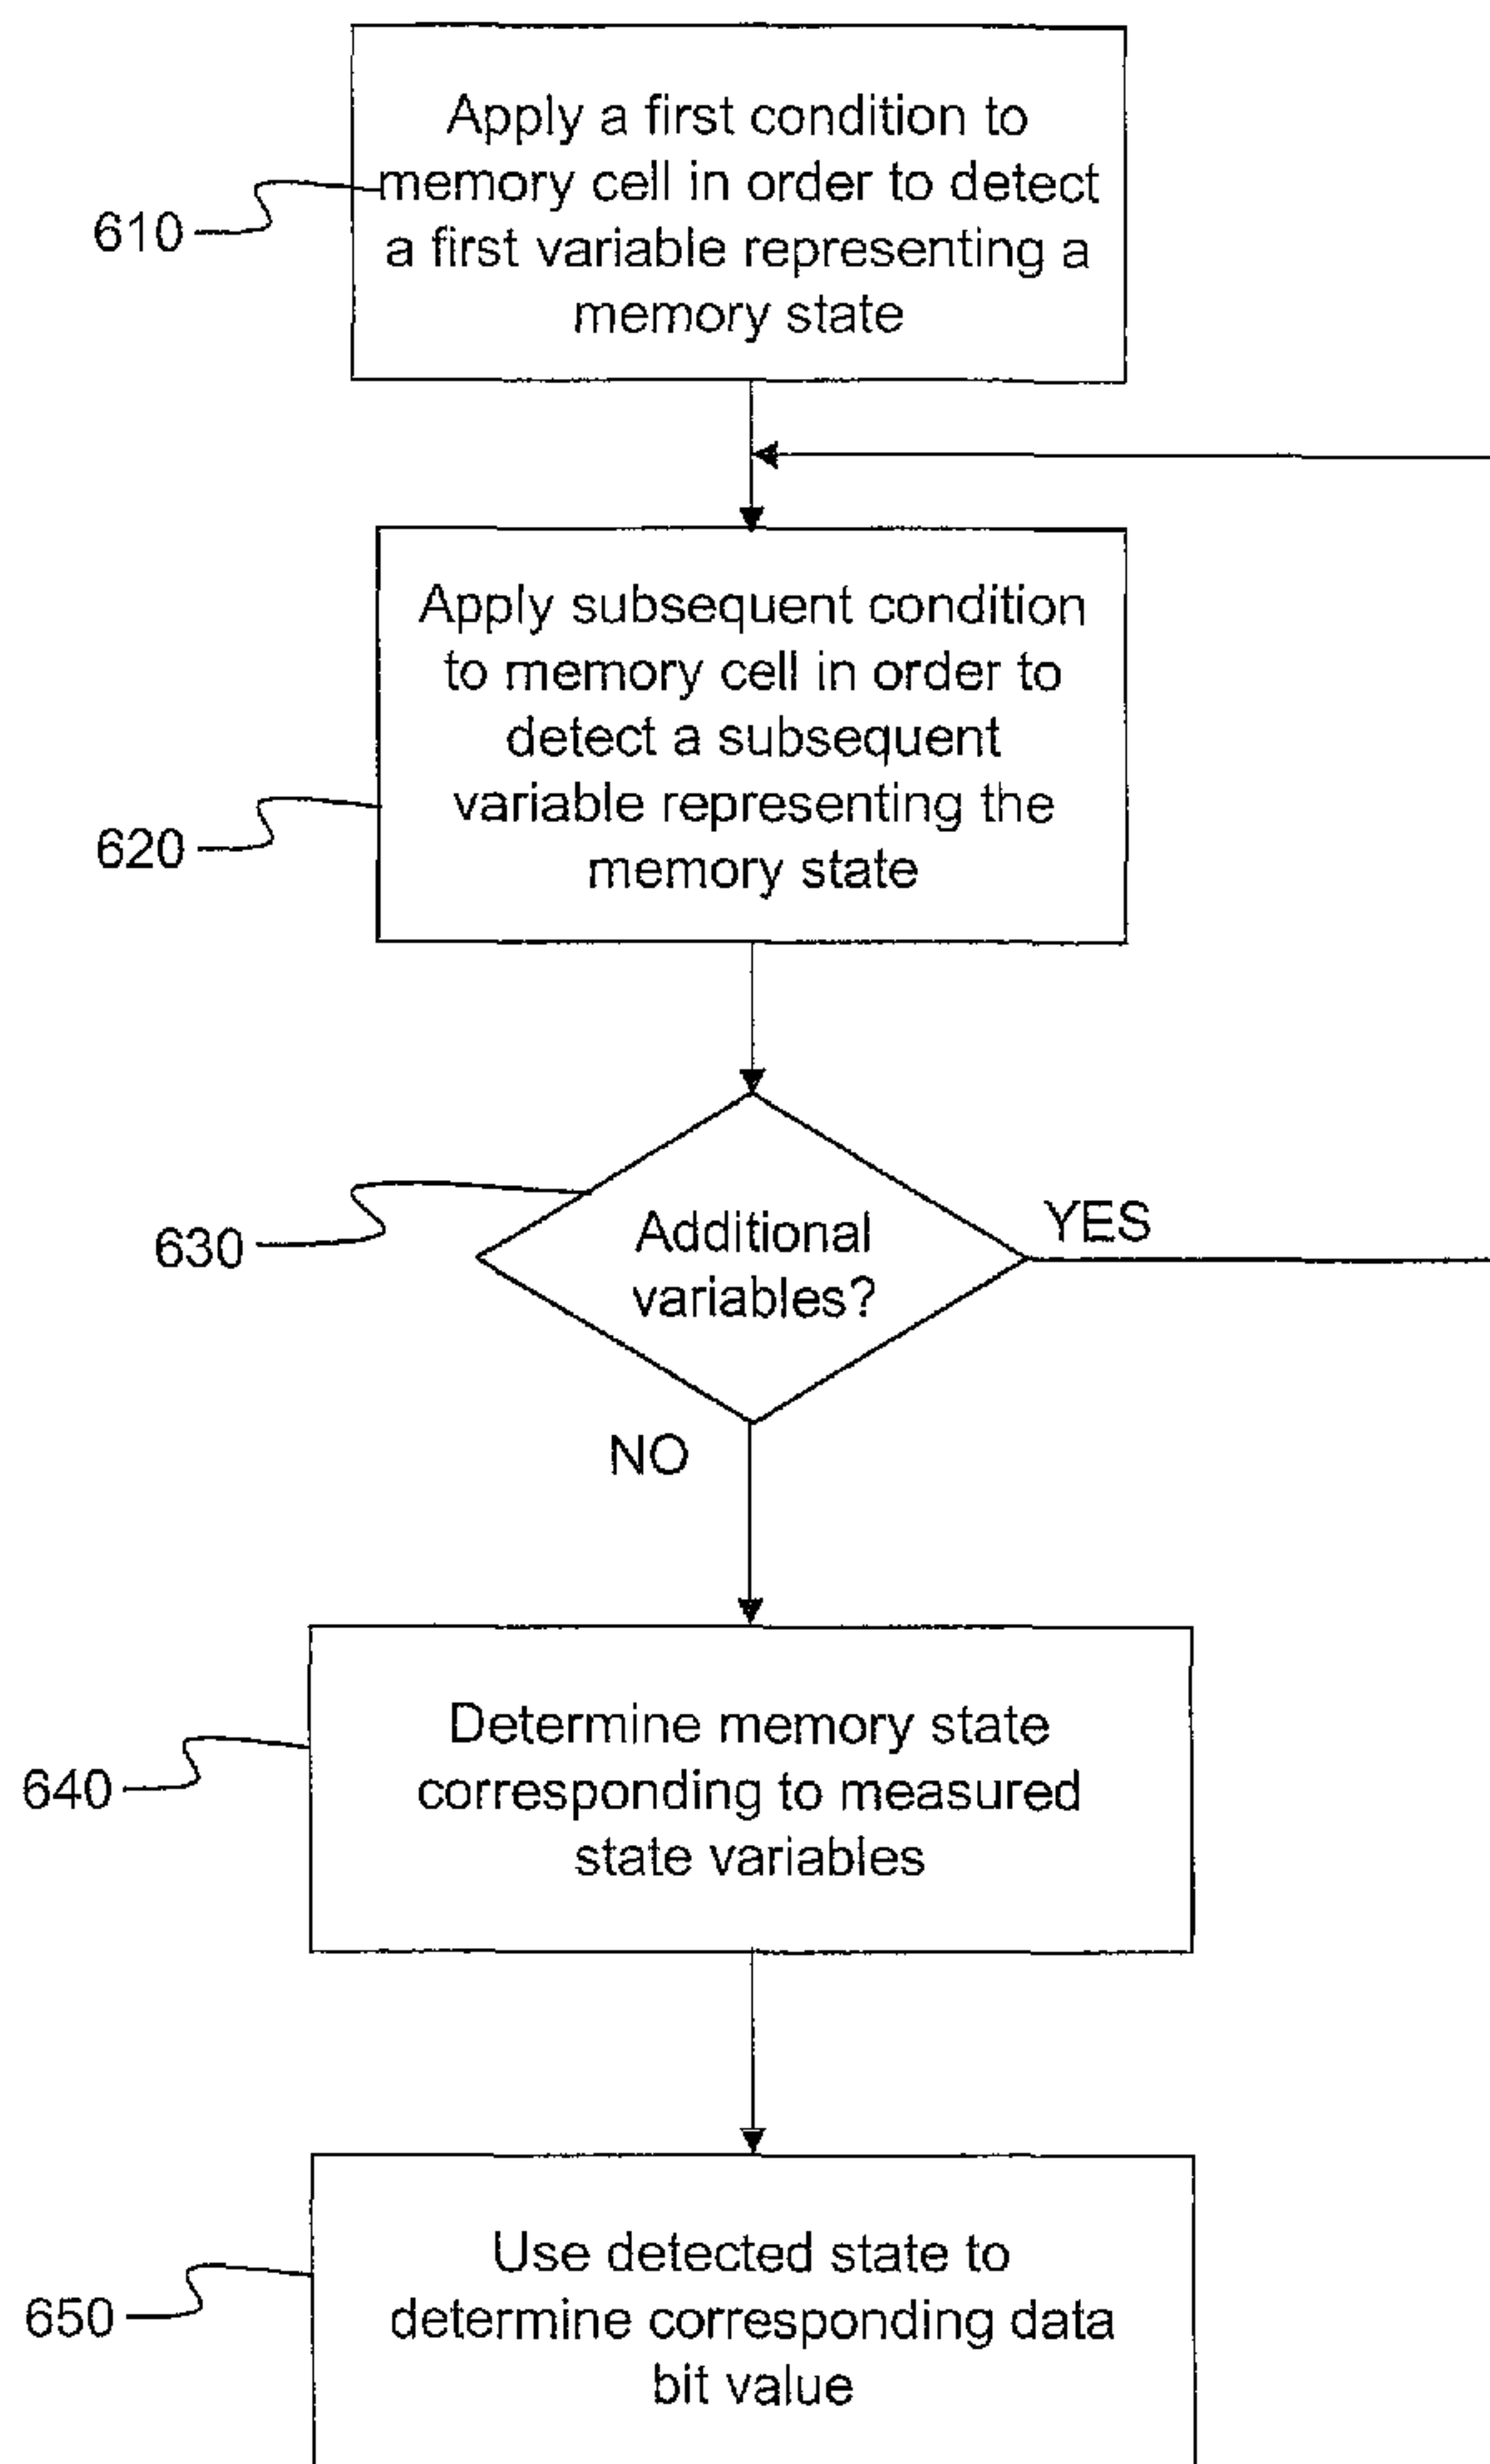 Apply a first condition to
memory cell in order to detect
a first variable representing a
memory state
610
Apply subsequent condition
to memory cell in order to
detect a subsequent
variable representing the
memory state
620
Additional
variables?
630
YES
NO
Determine memory state
corresponding to measured
state variables
640
Use detected state to
determine corresponding data
bit value
650